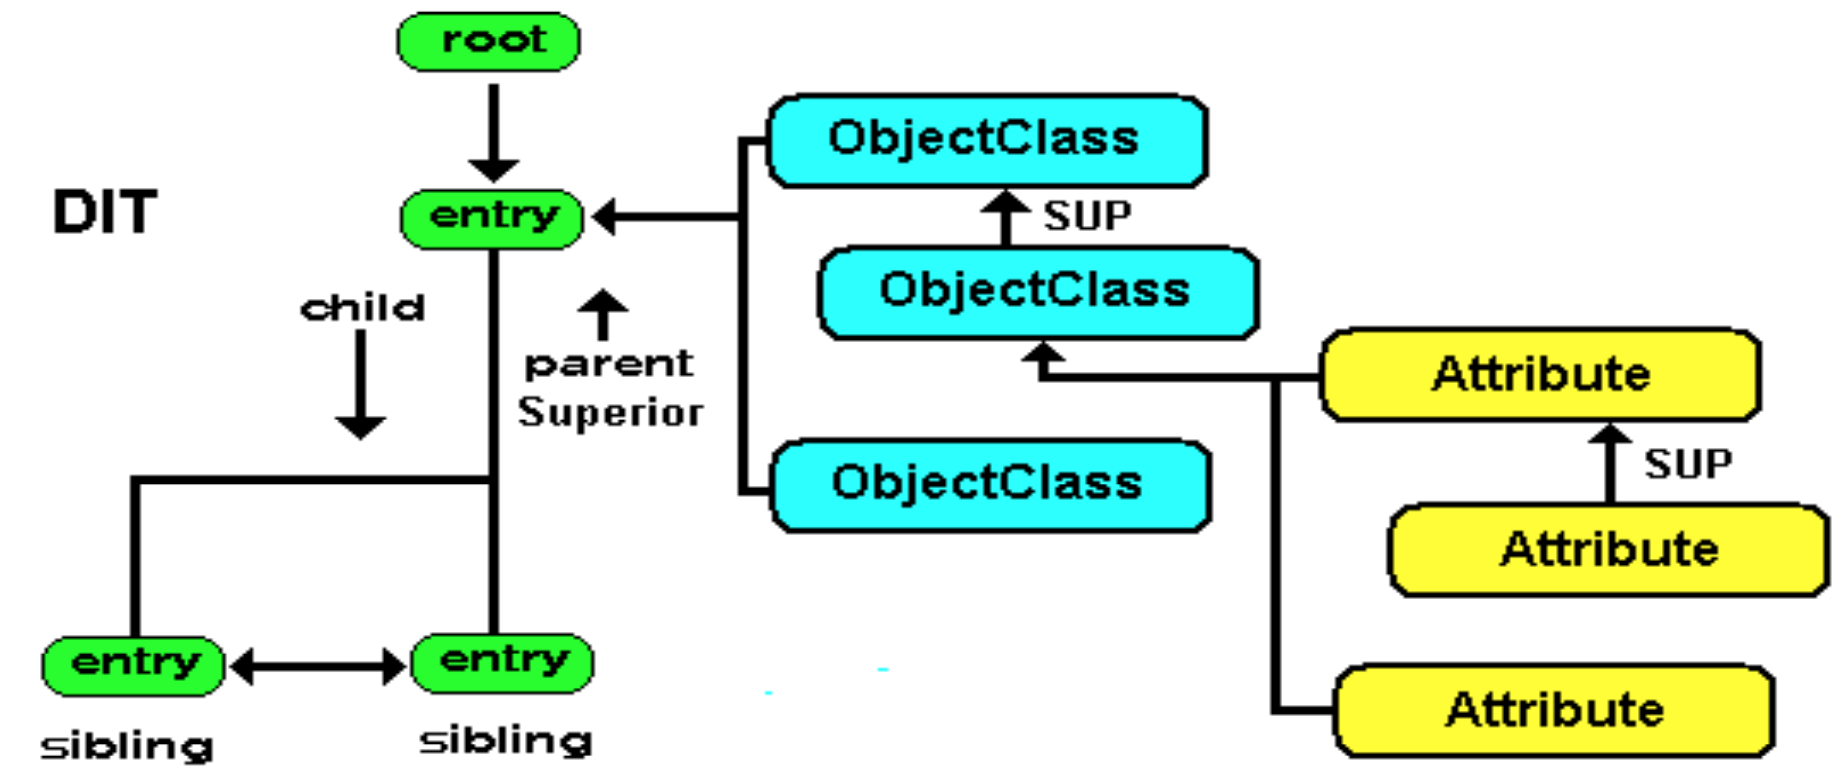 root
ObjectClass
DIT
entry
SUP
ObjectClass
child
parent
Superior
Attribute
SUP
ObjectClass
Attribute
entry
entry
Attribute
sibling
sibling